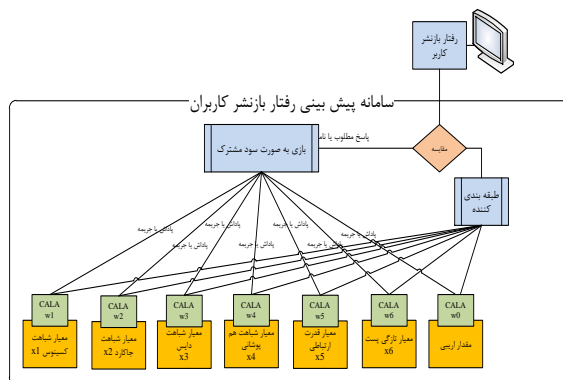 رفتار بازنشر
کاربر
سامانه پیش بینی رفتار بازنشر کاربران
بازی به صورت سود مشترک
پاسخ مطلوب یا نام
مقایسه
طبقه بندی
کننده
پاداش یا جریمه
پاداش یا جریمه
پاداش یا جریمه
پاداش یا جریمه
پاداش یا جریمه
پاداش یا جریمه
پاداش یا جریمه
CALA
w1
معیار شباهت
کسینوس x1
CALA
w2
معیار شباهت
جاکارد x2
CALA
w3
معیار شباهت
دایس
x3
CALA
w4
معیار شباهت هم
پوشانی
x4
CALA
w5
معیار قدرت
ارتباطی
x5
CALA
w6
معیار تازگی پست
x6
CALA
w0
مقدار اریبی